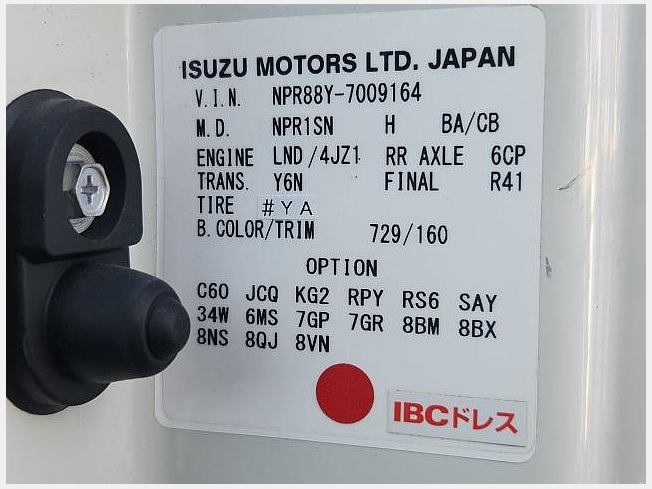 ISUZU MOTORS LTD. JAPAN
V.I.N. NPR88Y-7009164
M.D. NPR1SN H BA/CB
ENGINE LND/4JZ1 RR AXLE 6CP
TRANS. Y6N FINAL R41
TIRE #YA
B.COLOR/TRIM 729/160
OPTION
C60 JCQ KG2 RPY RS6 SAY
34W 6MS 7GP 7GR 8BM 8BX
8NS 8QJ 8VN
IBCドレス